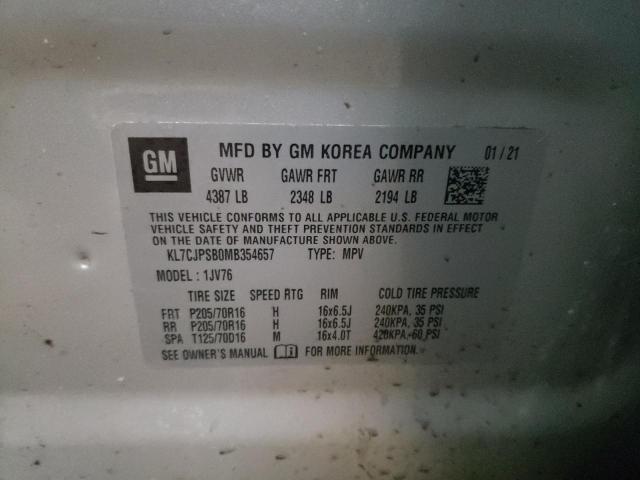 GM
MFD BY GM KOREA COMPANY 01/21
GVWR GAWR FRT GAWR RR
4387 LB 2348 LB 2194 LB
THIS VEHICLE CONFORMS TO ALL APPLICABLE U.S. FEDERAL MOTOR
VEHICLE SAFETY AND THEFT PREVENTION STANDARDS IN EFFECT ON
THE DATE OF MANUFACTURE SHOWN ABOVE.
KL7CJPSB0MB354657 TYPE: MPV
MODEL: 1JV76
TIRE SIZE SPEED RTG RIM COLD TIRE PRESSURE
FRT P205/70R16 H 16x6.5J 240KPA, 35 PSI
RR P205/70R16 H 16x6.5J 240KPA, 35 PSI
SPA T125/70D16 M 16x4.0T 420KPA, 60 PSI
SEE OWNER'S MANUAL FOR MORE INFORMATION.